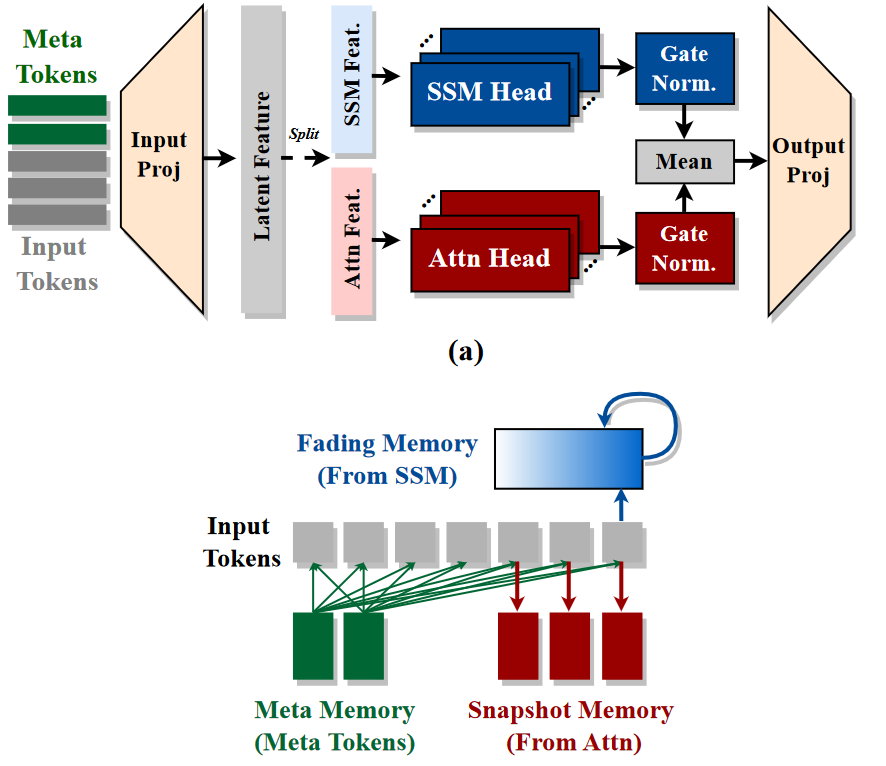 Meta
Tokens
Input
Tokens
Input
Proj
Latent Feature
Split
SSM Feat.
Attn Feat.
SSM Head
Attn Head
Gate
Norm.
Mean
Gate
Norm.
Output
Proj
(a)
Fading Memory
(From SSM)
Input
Tokens
Meta Memory
(Meta Tokens)
Snapshot Memory
(From Attn)